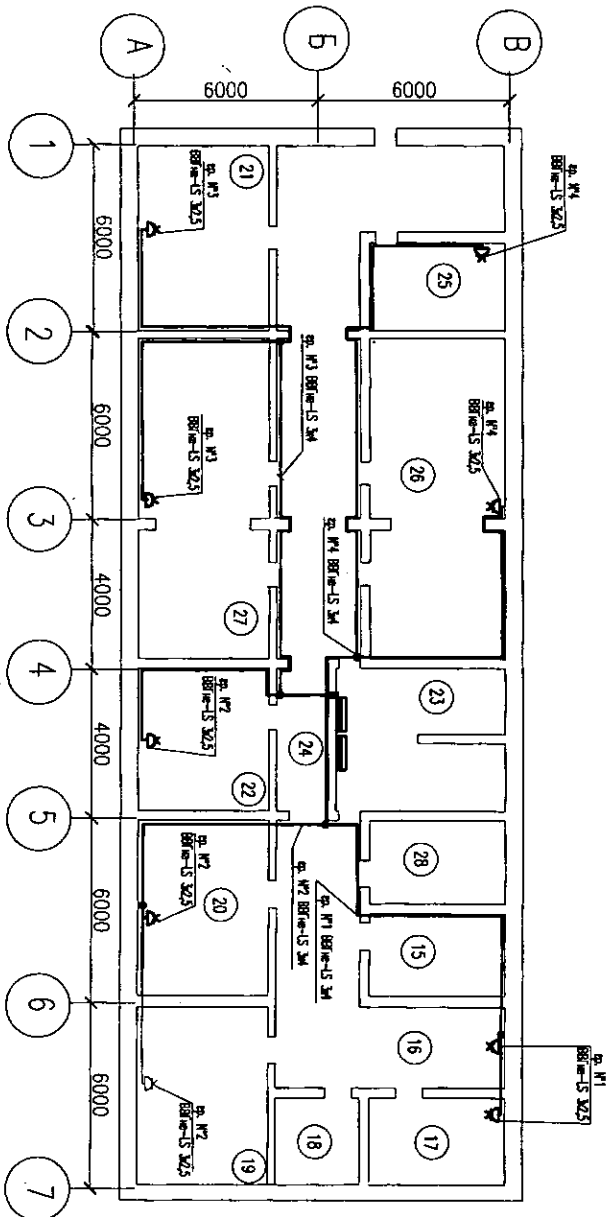 А
Б
В
6000
6000
1
2
3
4
5
6
7
6000
6000
4000
4000
6000
6000
21
гр. №3
ВВГнг-LS 3х2,5
гр. №4
ВВГнг-LS 3х2,5
25
гр. №3 ВВГнг-LS 3х4
гр. №3
ВВГнг-LS 3х2,5
гр. №4
ВВГнг-LS 3х2,5
26
гр. №4 ВВГнг-LS 3х4
27
23
гр. №2
ВВГнг-LS 3х2,5
24
22
28
гр. №2
ВВГнг-LS 3х2,5
20
гр. №2 ВВГнг-LS 3х4
гр. №1 ВВГнг-LS 3х4
15
16
гр. №1
ВВГнг-LS 3х2,5
гр. №2
ВВГнг-LS 3х2,5
17
18
19